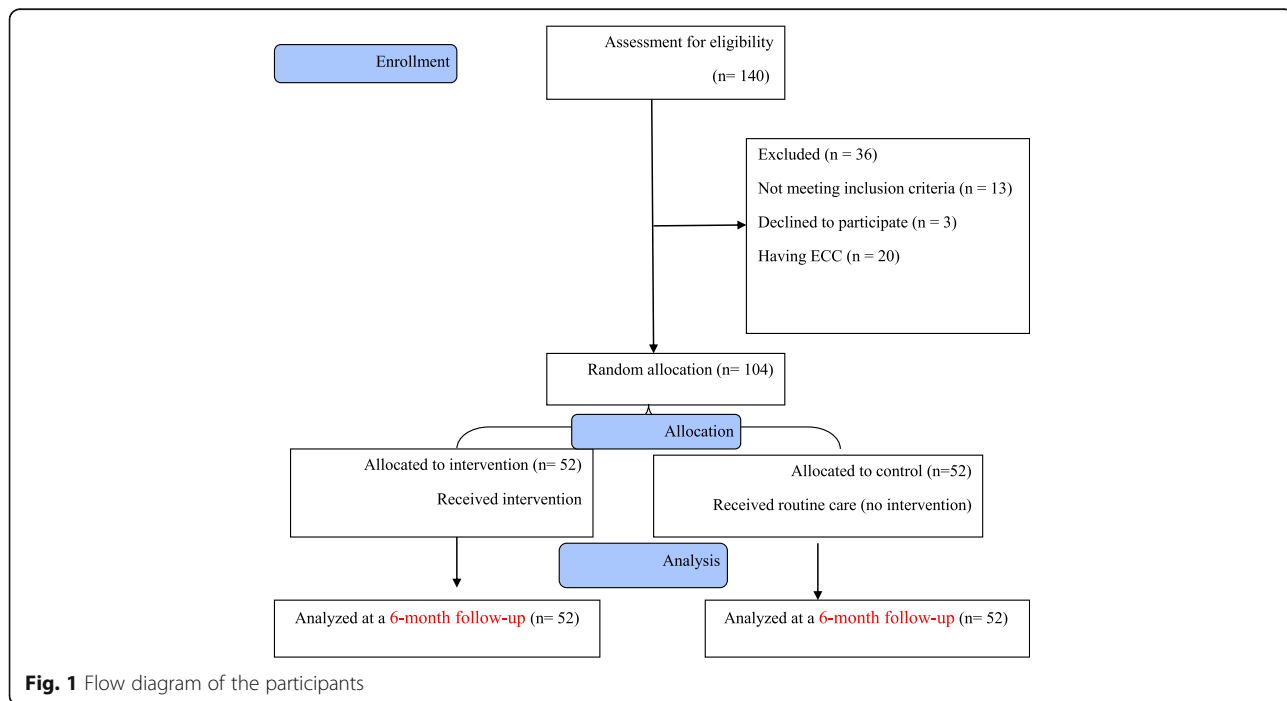 Enrollment
Assessment for eligibility
(n= 140)
Excluded (n = 36)
Not meeting inclusion criteria (n = 13)
Declined to participate (n = 3)
Having ECC (n = 20)
Random allocation (n= 104)
Allocation
Allocated to intervention (n= 52)
Received intervention
Allocated to control (n=52)
Received routine care (no intervention)
Analysis
Analyzed at a 6-month follow-up (n= 52)
Analyzed at a 6-month follow-up (n= 52)
Fig. 1 Flow diagram of the participants